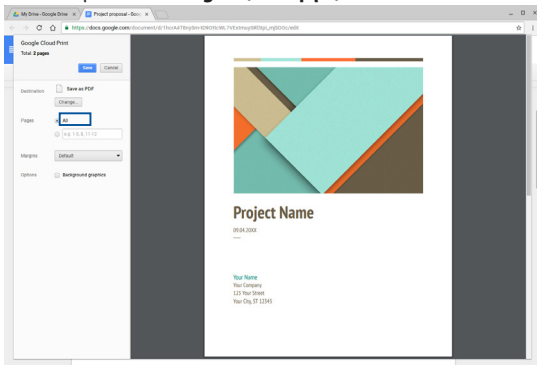 My Drive - Google Drive
Project proposal - Goog
https://docs.google.com
Google Cloud Print
Total: 2 pages
Save
Cancel
Destination
Save as PDF
Change...
Pages
All
e.g. 1-5, 8, 11-13
Margins
Default
Options
Background graphics
Project Name
09.04.20XX
Your Name
Your Company
123 Your Street
Your City, ST 12345